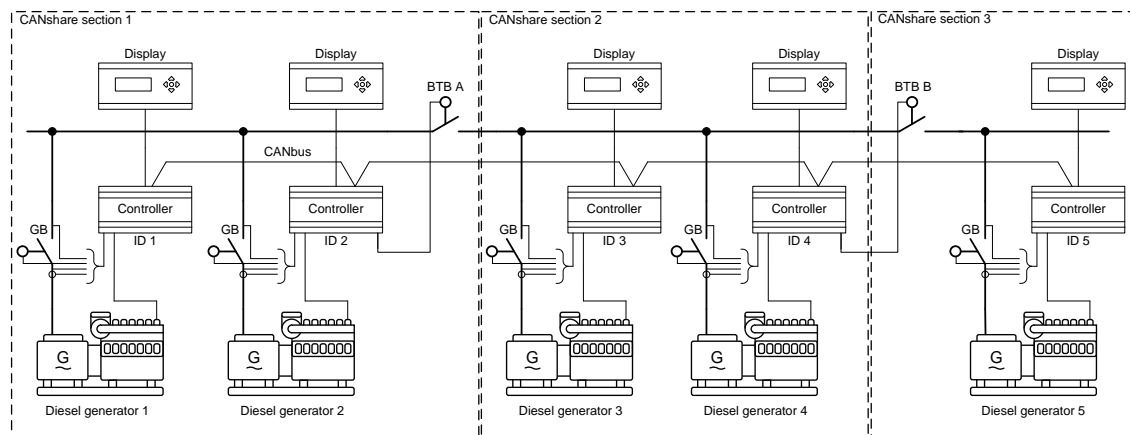 CANshare section 1
CANshare section 2
CANshare section 3
Display
Display
BTB A
Display
Display
BTB B
Display
CANbus
Controller
Controller
Controller
Controller
Controller
GB
ID 1
GB
ID 2
GB
ID 3
GB
ID 4
GB
ID 5
G
G
G
G
G
Diesel generator 1
Diesel generator 2
Diesel generator 3
Diesel generator 4
Diesel generator 5